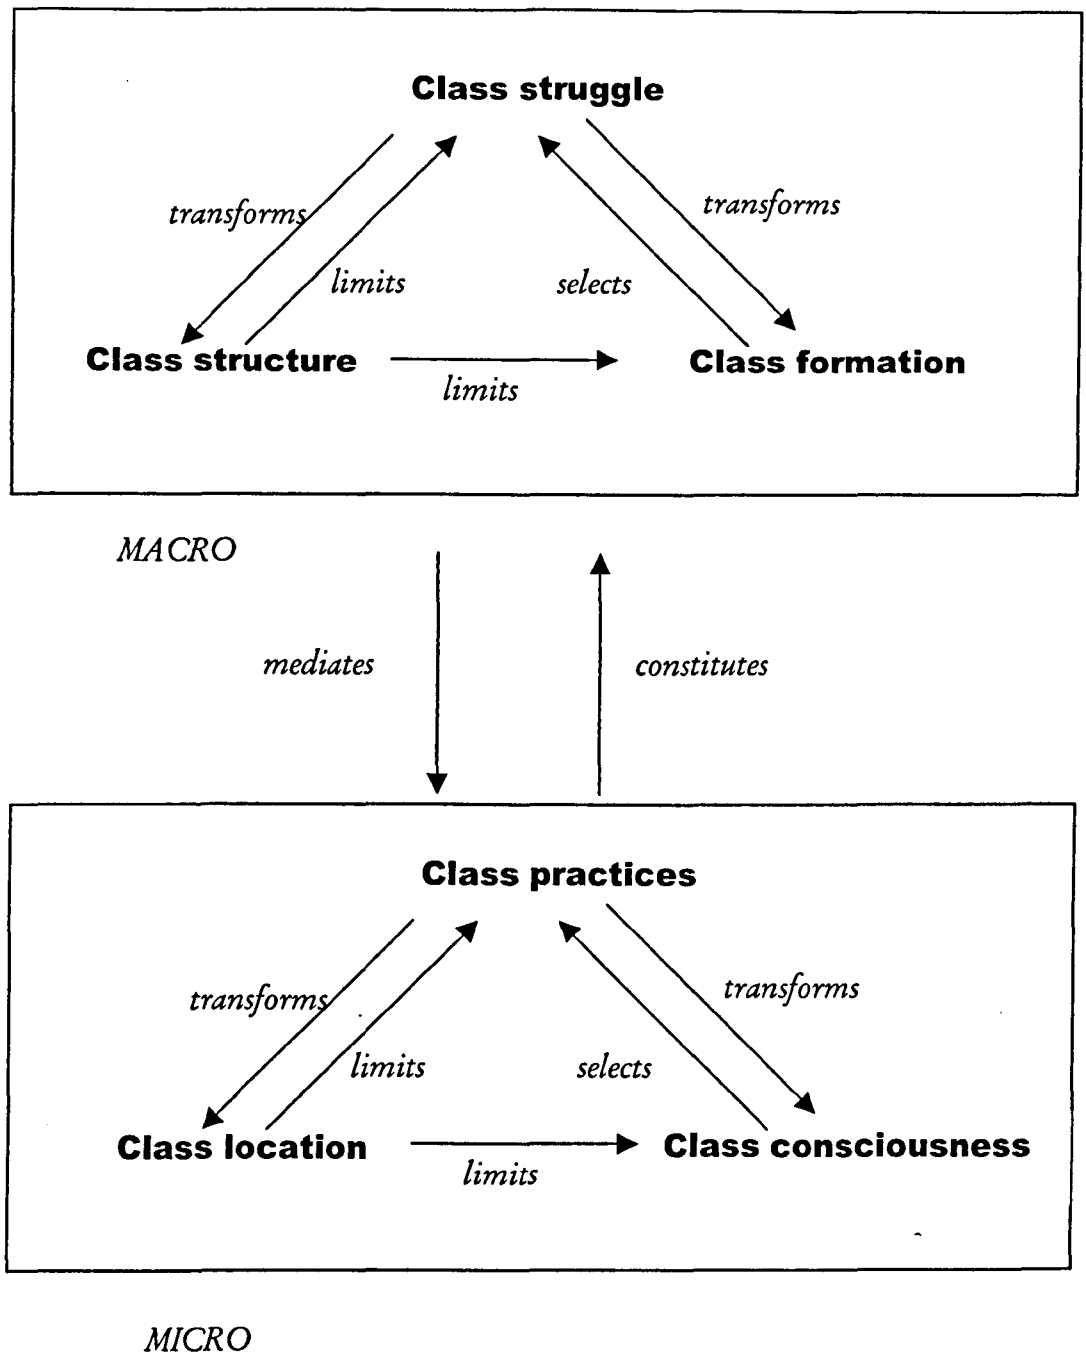 Class struggle
transforms
transforms
limits
selects
Class structure
Class formation
limits
MACRO
mediates
constitutes
Class practices
transforms
transforms
limits
selects
Class location
Class consciousness
limits
MICRO